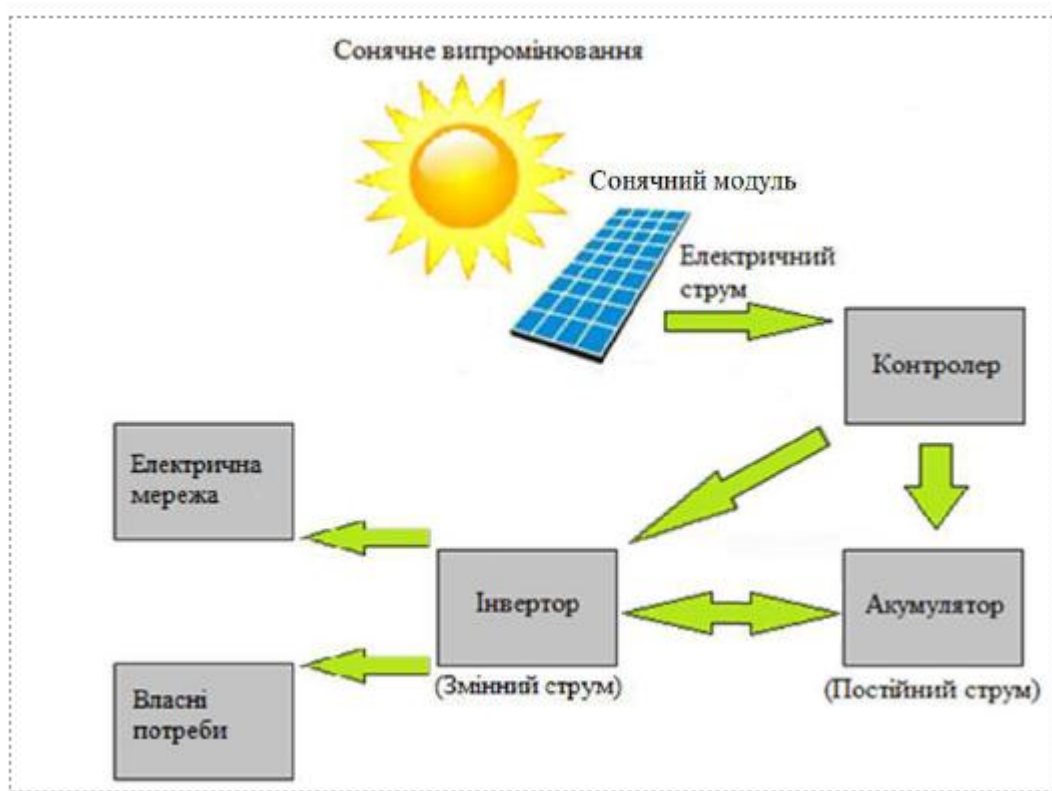 Сонячне випромінювання
Сонячний модуль
Електричний
струм
Контролер
Електрична
мережа
Інвертор
Акумулятор
(Змінний струм)
(Постійний струм)
Власні
потреби